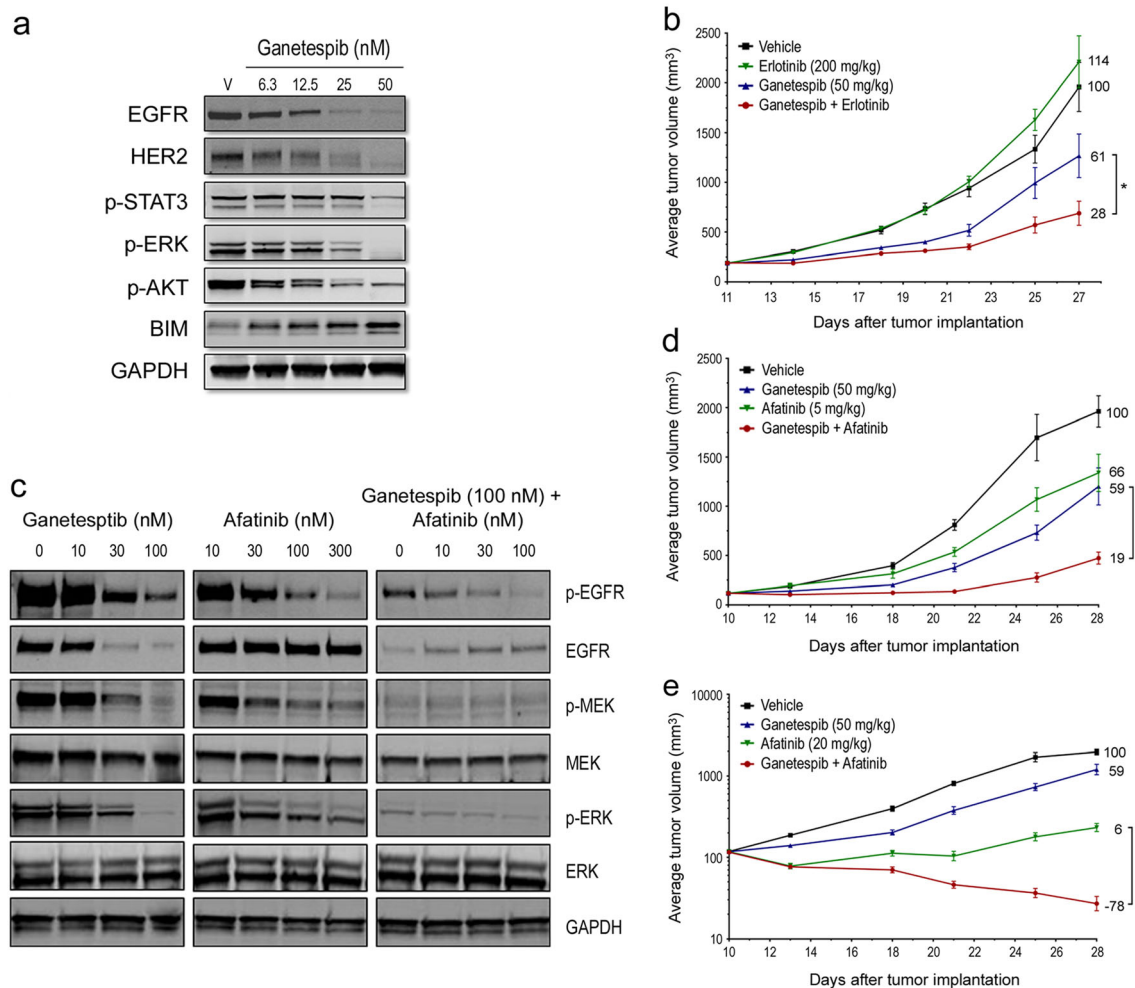 a
Ganetespib (nM)
V 6.3 12.5 25 50
EGFR
HER2
p-STAT3
p-ERK
p-AKT
BIM
GAPDH
b
Vehicle
Erlotinib (200 mg/kg)
Ganetespib (50 mg/kg)
Ganetespib + Erlotinib
Average tumor volume (mm³)
2500
2000
1500
1000
500
0
114
100
61
*
28
11 13 15 17 19 21 23 25 27
Days after tumor implantation
c
Ganetesptib (nM)
0 10 30 100
Afatinib (nM)
10 30 100 300
Ganetespib (100 nM) +
Afatinib (nM)
0 10 30 100
p-EGFR
EGFR
p-MEK
MEK
p-ERK
ERK
GAPDH
d
Vehicle
Ganetespib (50 mg/kg)
Afatinib (5 mg/kg)
Ganetespib + Afatinib
Average tumor volume (mm³)
2500
2000
1500
1000
500
0
100
66
59
19
10 12 14 16 18 20 22 24 26 28
Days after tumor implantation
e
Vehicle
Ganetespib (50 mg/kg)
Afatinib (20 mg/kg)
Ganetespib + Afatinib
Average tumor volume (mm³)
10000
1000
100
10
100
59
6
-78
10 12 14 16 18 20 22 24 26 28
Days after tumor implantation